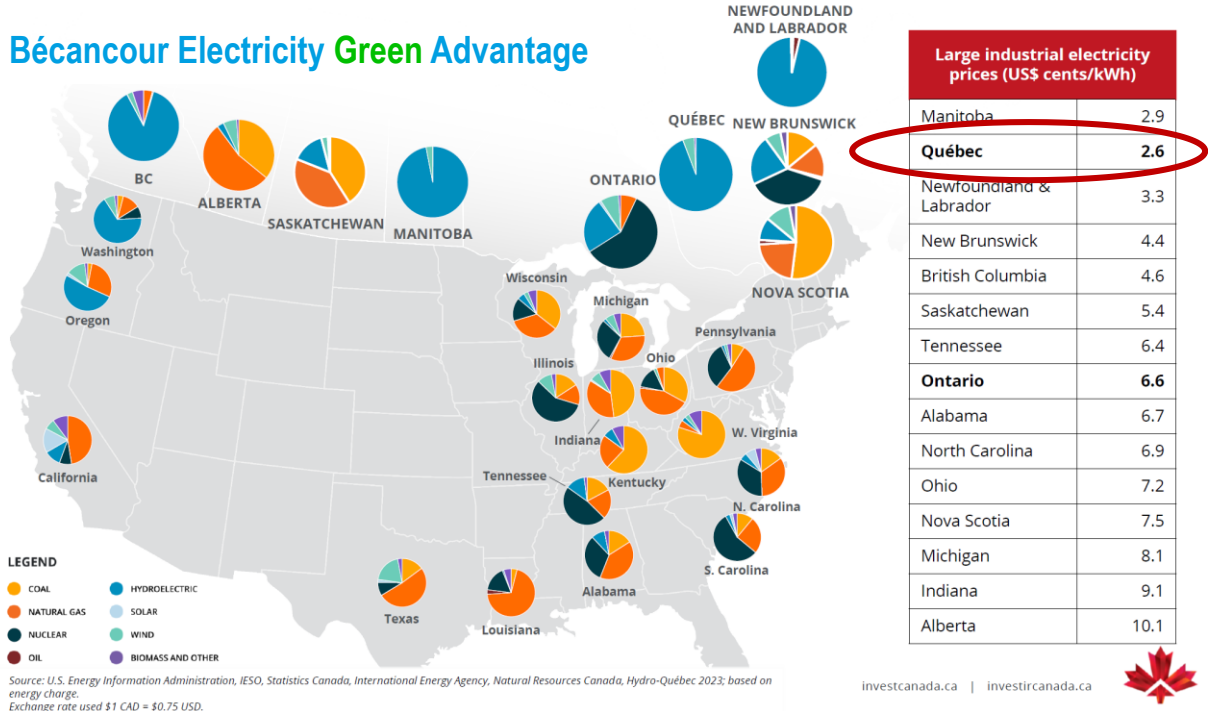 Bécancour Electricity Green Advantage
NEWFOUNDLAND
AND LABRADOR
QUÉBEC
NEW BRUNSWICK
BC
ALBERTA
SASKATCHEWAN
MANITOBA
ONTARIO
NOVA SCOTIA
Washington
Oregon
California
Wisconsin
Michigan
Pennsylvania
Illinois
Ohio
Indiana
W. Virginia
Kentucky
Tennessee
N. Carolina
S. Carolina
Alabama
Texas
Louisiana
LEGEND
COAL
HYDROELECTRIC
NATURAL GAS
SOLAR
NUCLEAR
WIND
OIL
BIOMASS AND OTHER
Source: U.S. Energy Information Administration, IESO, Statistics Canada, International Energy Agency, Natural Resources Canada, Hydro-Québec 2023; based on
energy charge.
Exchange rate used $1 CAD = $0.75 USD.
Large industrial electricity
prices (US$ cents/kWh)
Manitoba 2.9
Québec 2.6
Newfoundland &
Labrador 3.3
New Brunswick 4.4
British Columbia 4.6
Saskatchewan 5.4
Tennessee 6.4
Ontario 6.6
Alabama 6.7
North Carolina 6.9
Ohio 7.2
Nova Scotia 7.5
Michigan 8.1
Indiana 9.1
Alberta 10.1
investcanada.ca | investircanada.ca